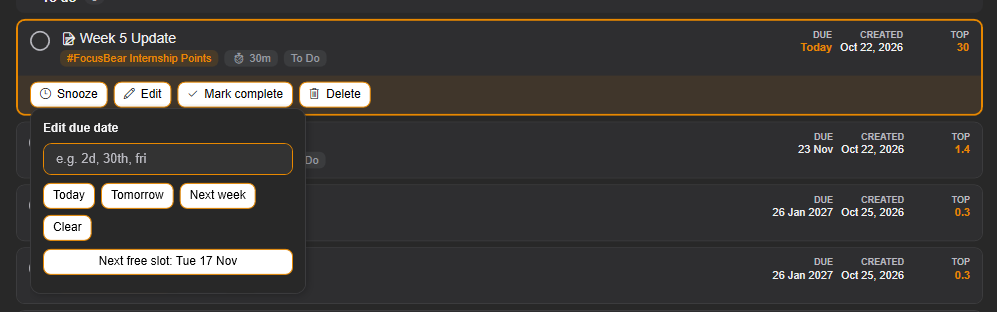 Week 5 Update
#FocusBear Internship Points
30m
To Do
DUE
Today
CREATED
Oct 22, 2026
TOP
30
Snooze
Edit
Mark complete
Delete
Edit due date
e.g. 2d, 30th, fri
Today
Tomorrow
Next week
Clear
Next free slot: Tue 17 Nov
Do
DUE
23 Nov
CREATED
Oct 22, 2026
TOP
1.4
DUE
26 Jan 2027
CREATED
Oct 25, 2026
TOP
0.3
DUE
26 Jan 2027
CREATED
Oct 25, 2026
TOP
0.3